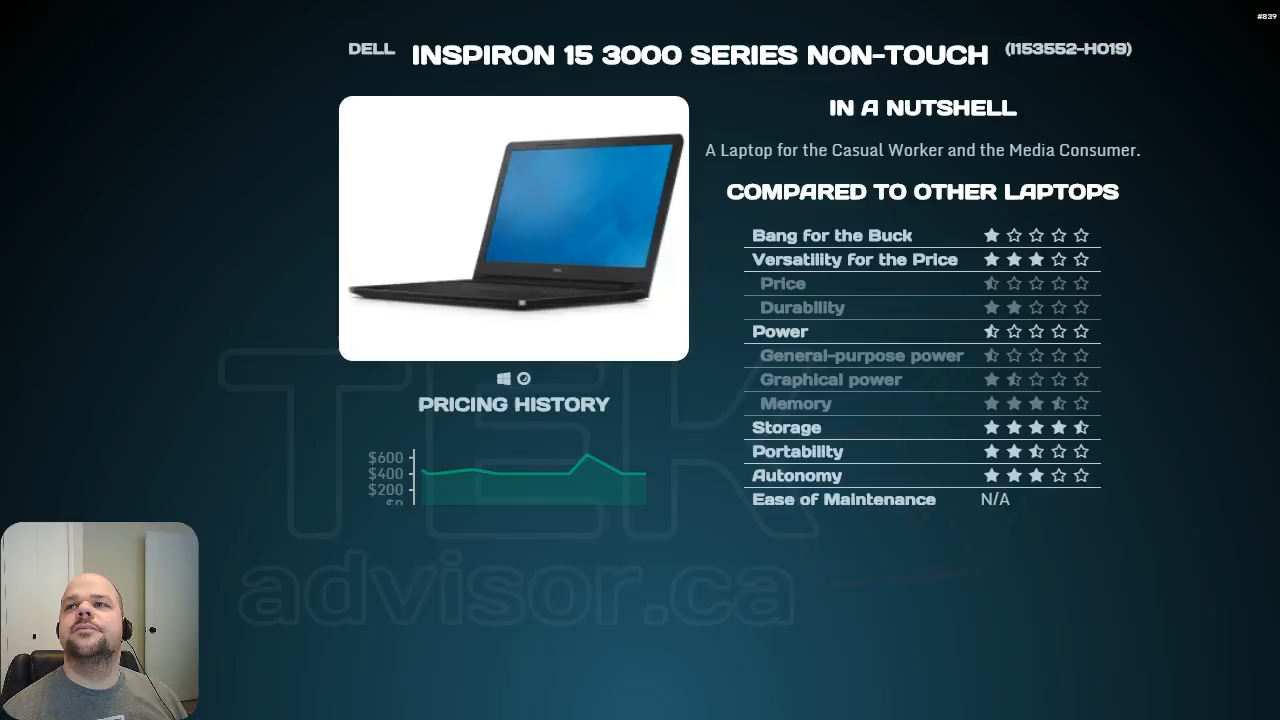 #839
DELL INSPIRON 15 3000 SERIES NON-TOUCH (I153552-H019)
IN A NUTSHELL
A Laptop for the Casual Worker and the Media Consumer.
COMPARED TO OTHER LAPTOPS
Bang for the Buck
Versatility for the Price
Price
Durability
Power
General-purpose power
Graphical power
Memory
Storage
Portability
Autonomy
Ease of Maintenance N/A
PRICING HISTORY
$600
$400
$200
$0
TEK
advisor.ca